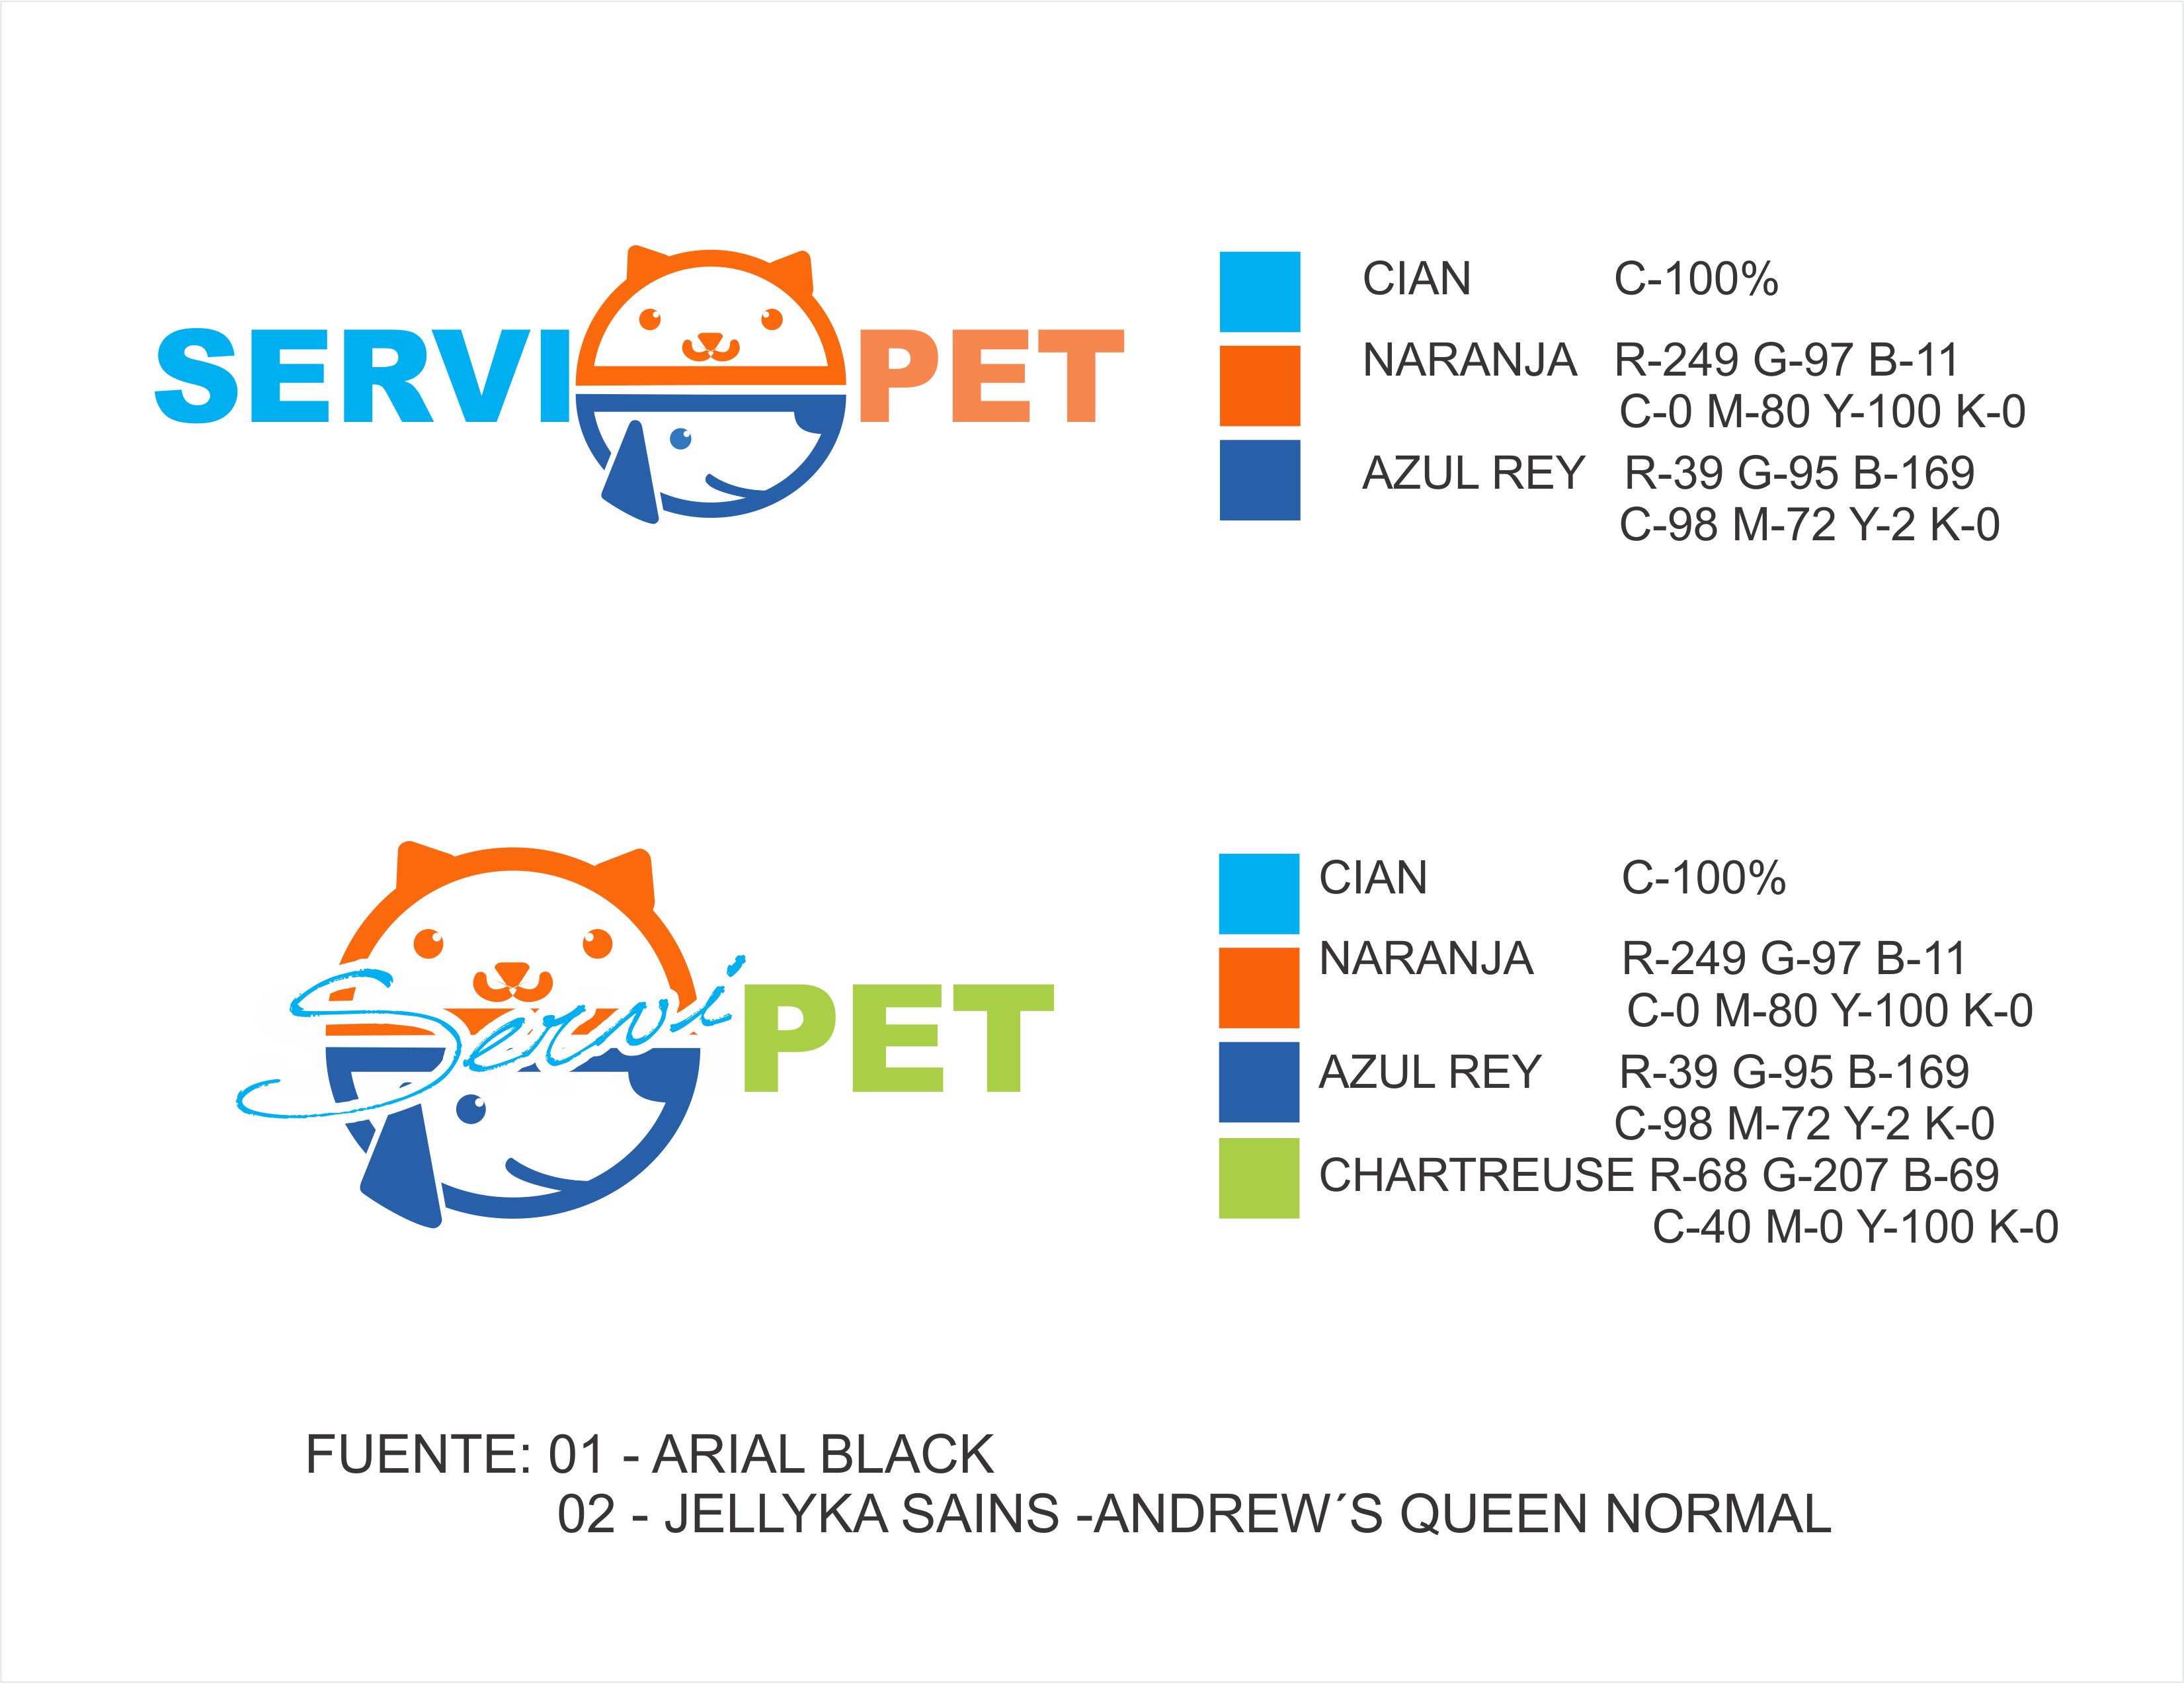 SERVI PET
CIAN C-100%
NARANJA R-249 G-97 B-11
C-0 M-80 Y-100 K-0
AZUL REY R-39 G-95 B-169
C-98 M-72 Y-2 K-0
Servi PET
CIAN C-100%
NARANJA R-249 G-97 B-11
C-0 M-80 Y-100 K-0
AZUL REY R-39 G-95 B-169
C-98 M-72 Y-2 K-0
CHARTREUSE R-68 G-207 B-69
C-40 M-0 Y-100 K-0
FUENTE: 01 - ARIAL BLACK
02 - JELLYKA SAINS -ANDREW´S QUEEN NORMAL